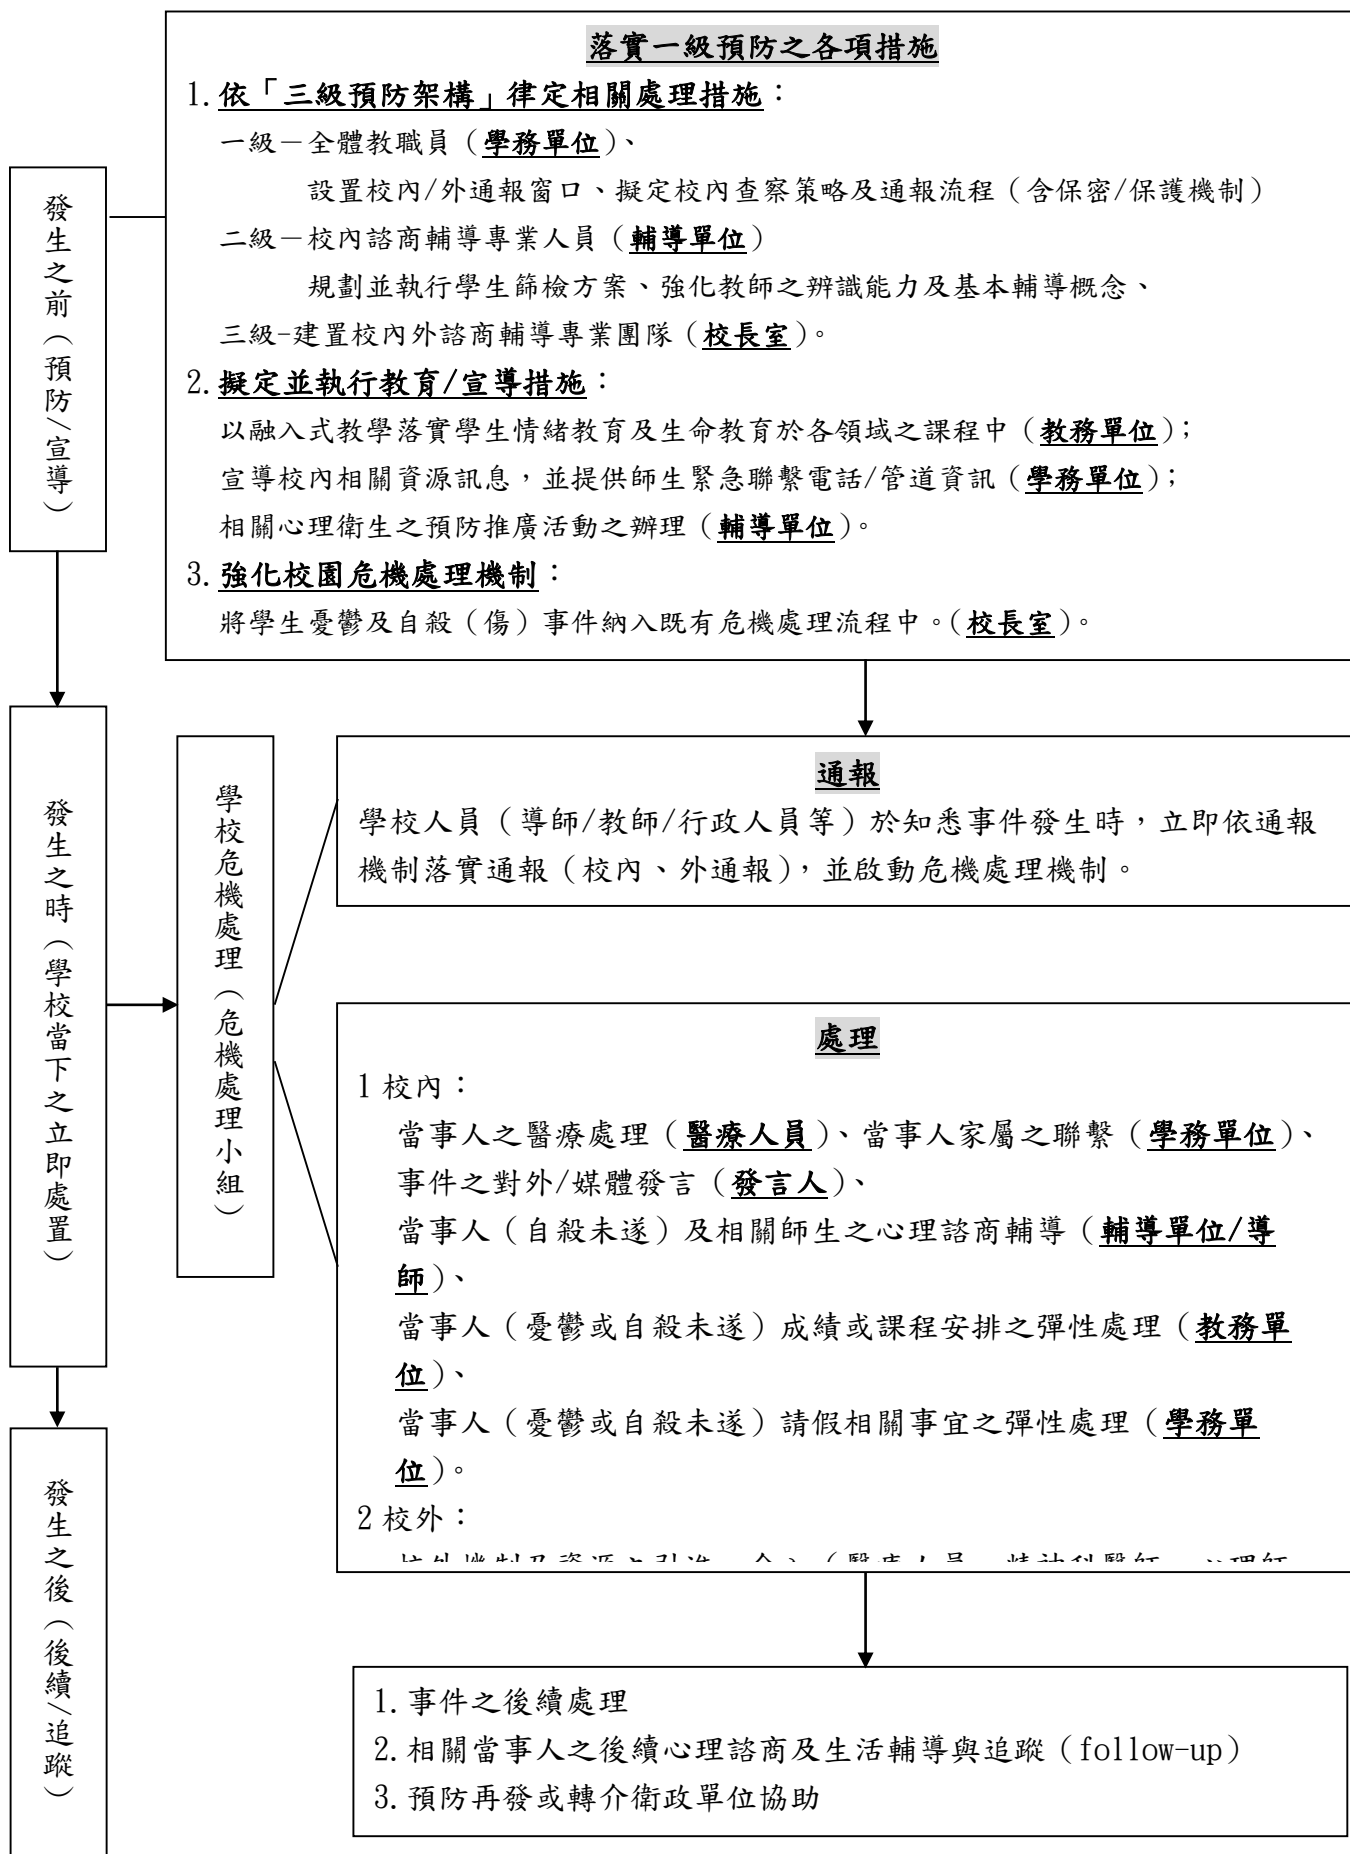 落實一級預防之各項措施
1.依「三級預防架構」律定相關處理措施：
一級－全體教職員（學務單位）、
設置校內/外通報窗口、擬定校內查察策略及通報流程（含保密/保護機制）
二級－校內諮商輔導專業人員（輔導單位）
規劃並執行學生篩檢方案、強化教師之辨識能力及基本輔導概念、
三級-建置校內外諮商輔導專業團隊（校長室）。
2.擬定並執行教育/宣導措施：
以融入式教學落實學生情緒教育及生命教育於各領域之課程中（教務單位）；
宣導校內相關資源訊息，並提供師生緊急聯繫電話/管道資訊（學務單位）；
相關心理衛生之預防推廣活動之辦理（輔導單位）。
3.強化校園危機處理機制：
將學生憂鬱及自殺（傷）事件納入既有危機處理流程中。（校長室）。
發生之前（預防/宣導）
發生之時（學校當下之立即處置）
學校危機處理（危機處理小組）
通報
學校人員（導師/教師/行政人員等）於知悉事件發生時，立即依通報
機制落實通報（校內、外通報），並啟動危機處理機制。
處理
1 校內：
當事人之醫療處理（醫療人員）、當事人家屬之聯繫（學務單位）、
事件之對外/媒體發言（發言人）、
當事人（自殺未遂）及相關師生之心理諮商輔導（輔導單位/導
師）、
當事人（憂鬱或自殺未遂）成績或課程安排之彈性處理（教務單
位）、
當事人（憂鬱或自殺未遂）請假相關事宜之彈性處理（學務單
位）。
2 校外：
發生之後（後續/追蹤）
1.事件之後續處理
2.相關當事人之後續心理諮商及生活輔導與追蹤（follow-up）
3.預防再發或轉介衛政單位協助